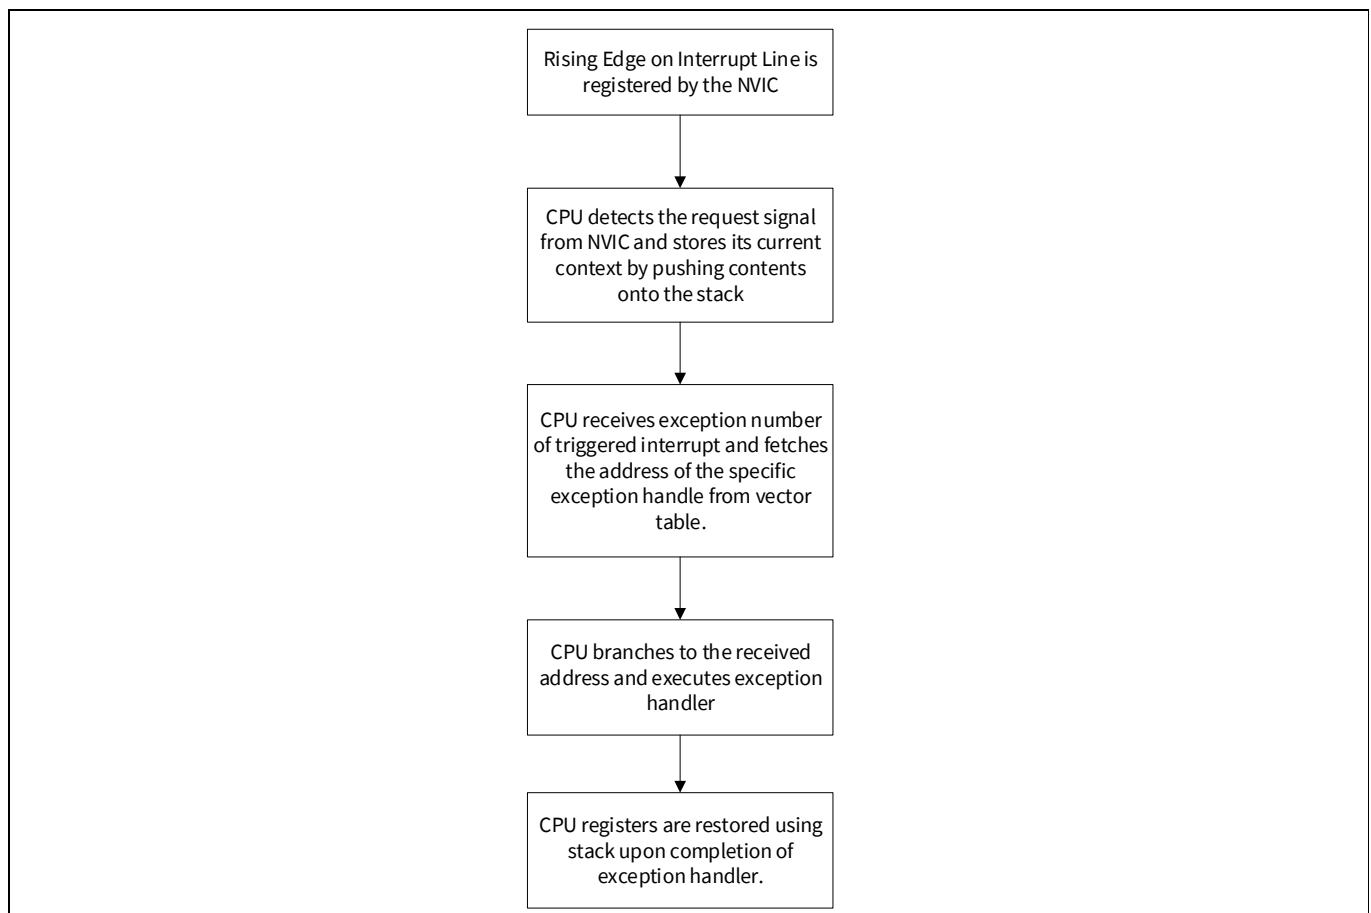 Rising Edge on Interrupt Line is
registered by the NVIC
CPU detects the request signal
from NVIC and stores its current
context by pushing contents
onto the stack
CPU receives exception number
of triggered interrupt and fetches
the address of the specific
exception handle from vector
table.
CPU branches to the received
address and executes exception
handler
CPU registers are restored using
stack upon completion of
exception handler.